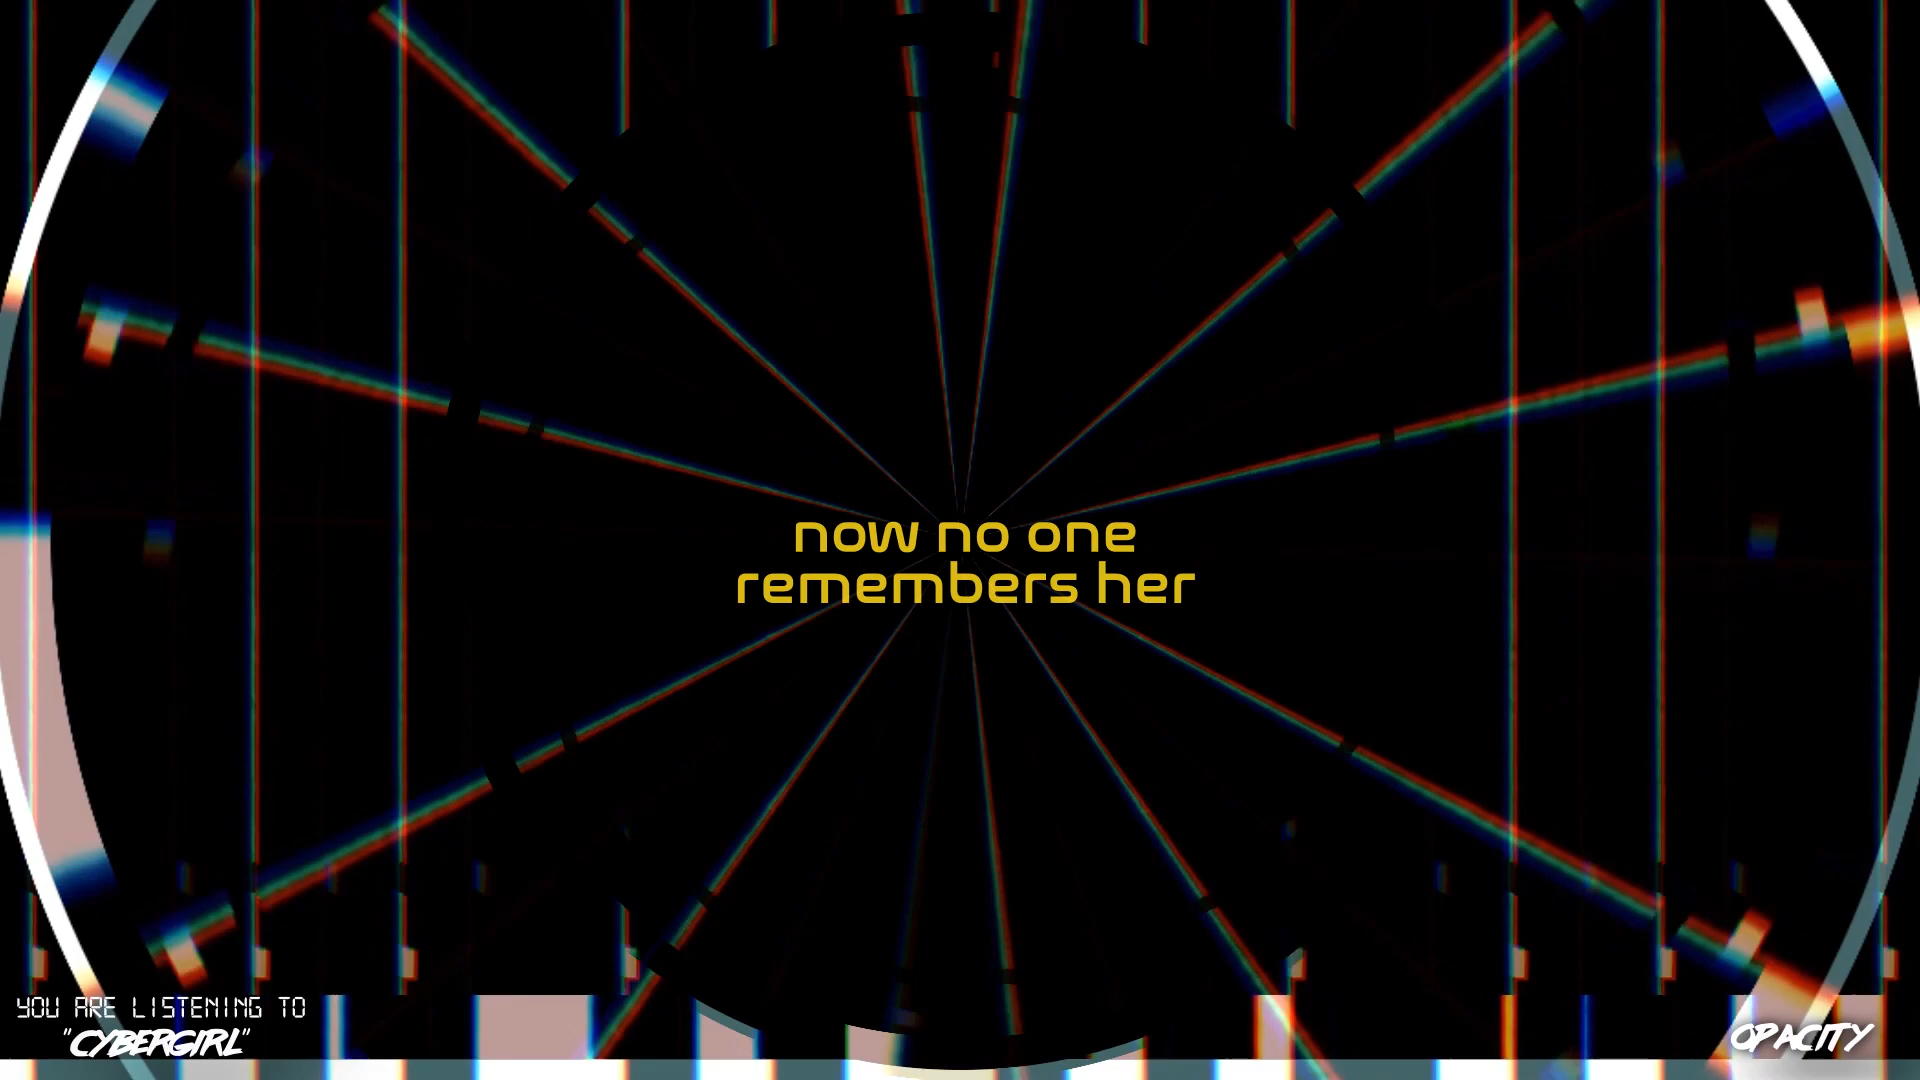 now no one
remembers her
YOU ARE LISTENING TO
"CYBERGIRL"
OPACITY